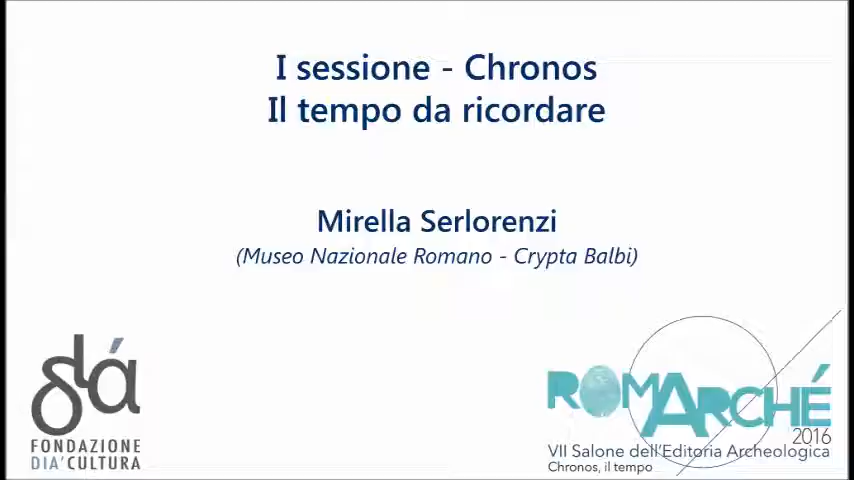 I sessione - Chronos
Il tempo da ricordare
Mirella Serlorenzi
(Museo Nazionale Romano - Crypta Balbi)
dià
FONDAZIONE
DIA'CULTURA
ROMARCHÉ
2016
VII Salone dell'Editoria Archeologica
Chronos, il tempo